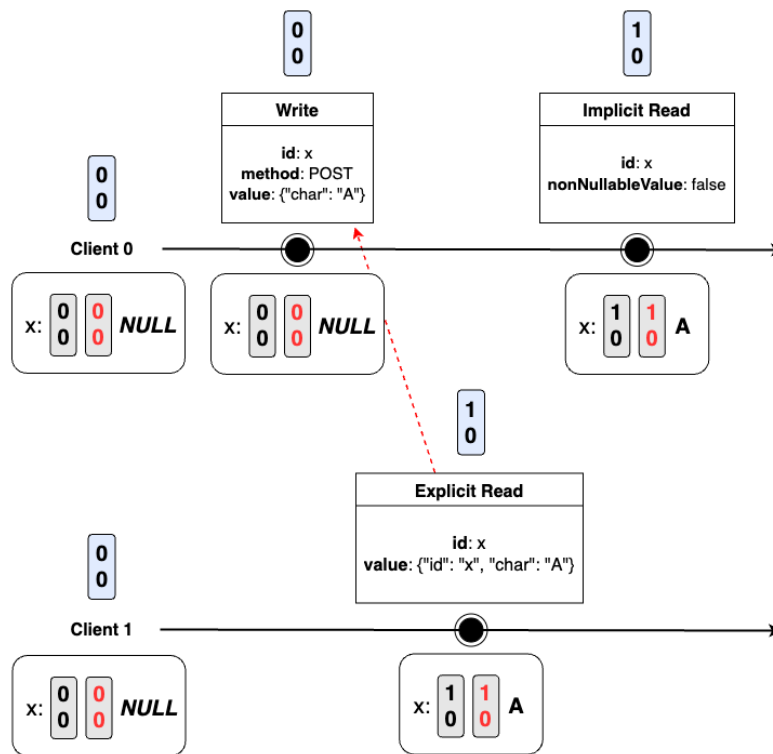 0
0
1
0
Write
id: x
method: POST
value: {"char": "A"}
Implicit Read
id: x
nonNullableValue: false
0
0
Client 0
x: 0 0 NULL
0 0
x: 0 0 NULL
0 0
x: 1 1 A
0 0
1
0
Explicit Read
id: x
value: {"id": "x", "char": "A"}
0
0
Client 1
x: 0 0 NULL
0 0
x: 1 1 A
0 0